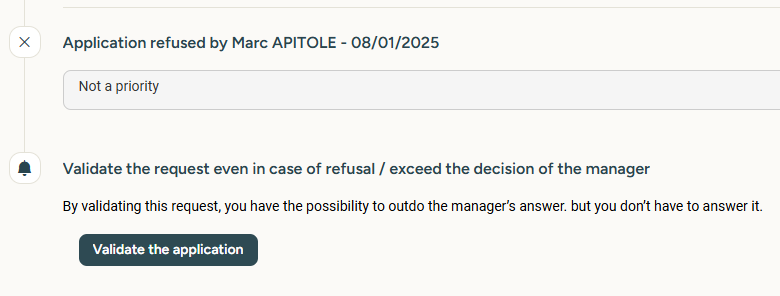 Application refused by Marc APITOLE - 08/01/2025
Not a priority
Validate the request even in case of refusal / exceed the decision of the manager
By validating this request, you have the possibility to outdo the manager’s answer. but you don’t have to answer it.
Validate the application